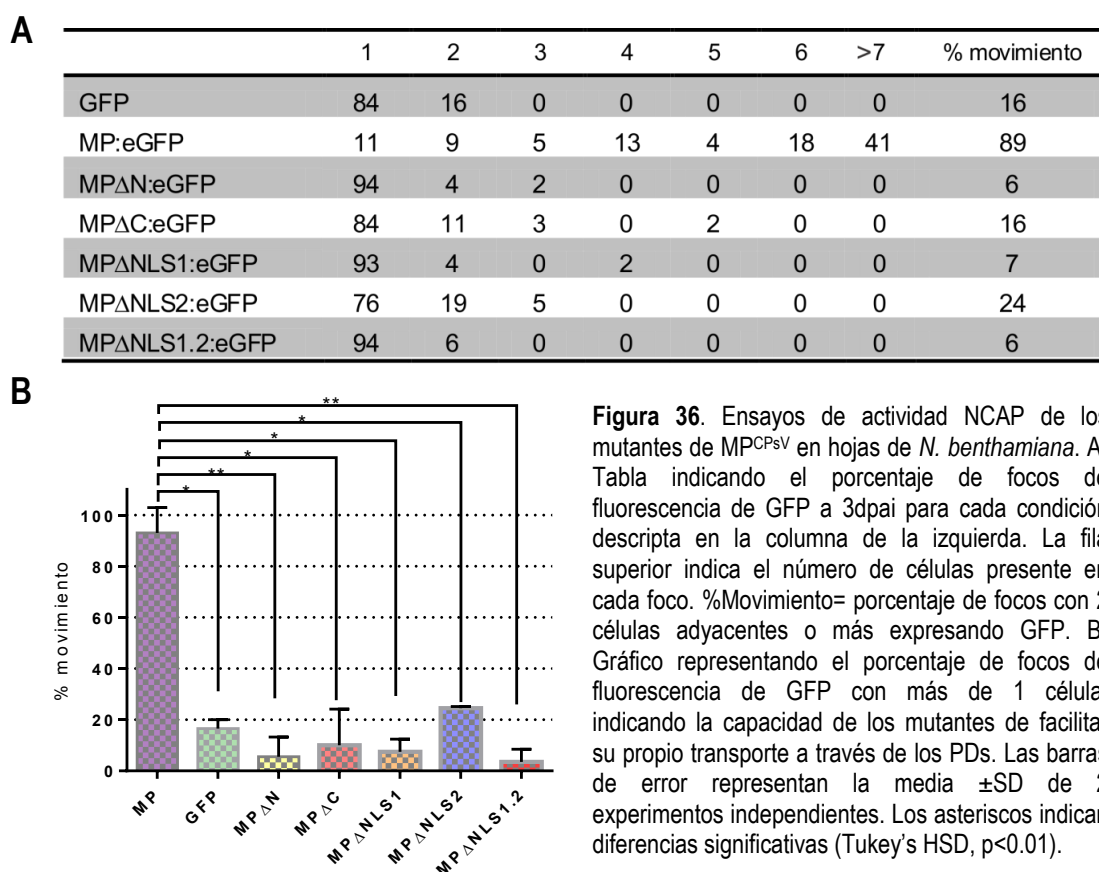 A
1 2 3 4 5 6 >7 % movimiento
GFP 84 16 0 0 0 0 0 16
MP:eGFP 11 9 5 13 4 18 41 89
MPΔN:eGFP 94 4 2 0 0 0 0 6
MPΔC:eGFP 84 11 3 0 2 0 0 16
MPΔNLS1:eGFP 93 4 0 2 0 0 0 7
MPΔNLS2:eGFP 76 19 5 0 0 0 0 24
MPΔNLS1.2:eGFP 94 6 0 0 0 0 0 6
B
**
*
*
*
**
*
100
80
60
40
20
0
% movimiento
MP
GFP
MPΔN
MPΔC
MPΔNLS1
MPΔNLS2
MPΔNLS1.2
Figura 36. Ensayos de actividad NCAP de los
mutantes de MPCPsV en hojas de N. benthamiana. A
Tabla indicando el porcentaje de focos de
fluorescencia de GFP a 3dpai para cada condición
descripta en la columna de la izquierda. La fila
superior indica el número de células presente en
cada foco. %Movimiento= porcentaje de focos con 2
células adyacentes o más expresando GFP. B
Gráfico representando el porcentaje de focos de
fluorescencia de GFP con más de 1 célula
indicando la capacidad de los mutantes de facilita
su propio transporte a través de los PDs. Las barras
de error representan la media ±SD de 2
experimentos independientes. Los asteriscos indican
diferencias significativas (Tukey's HSD, p<0.01).